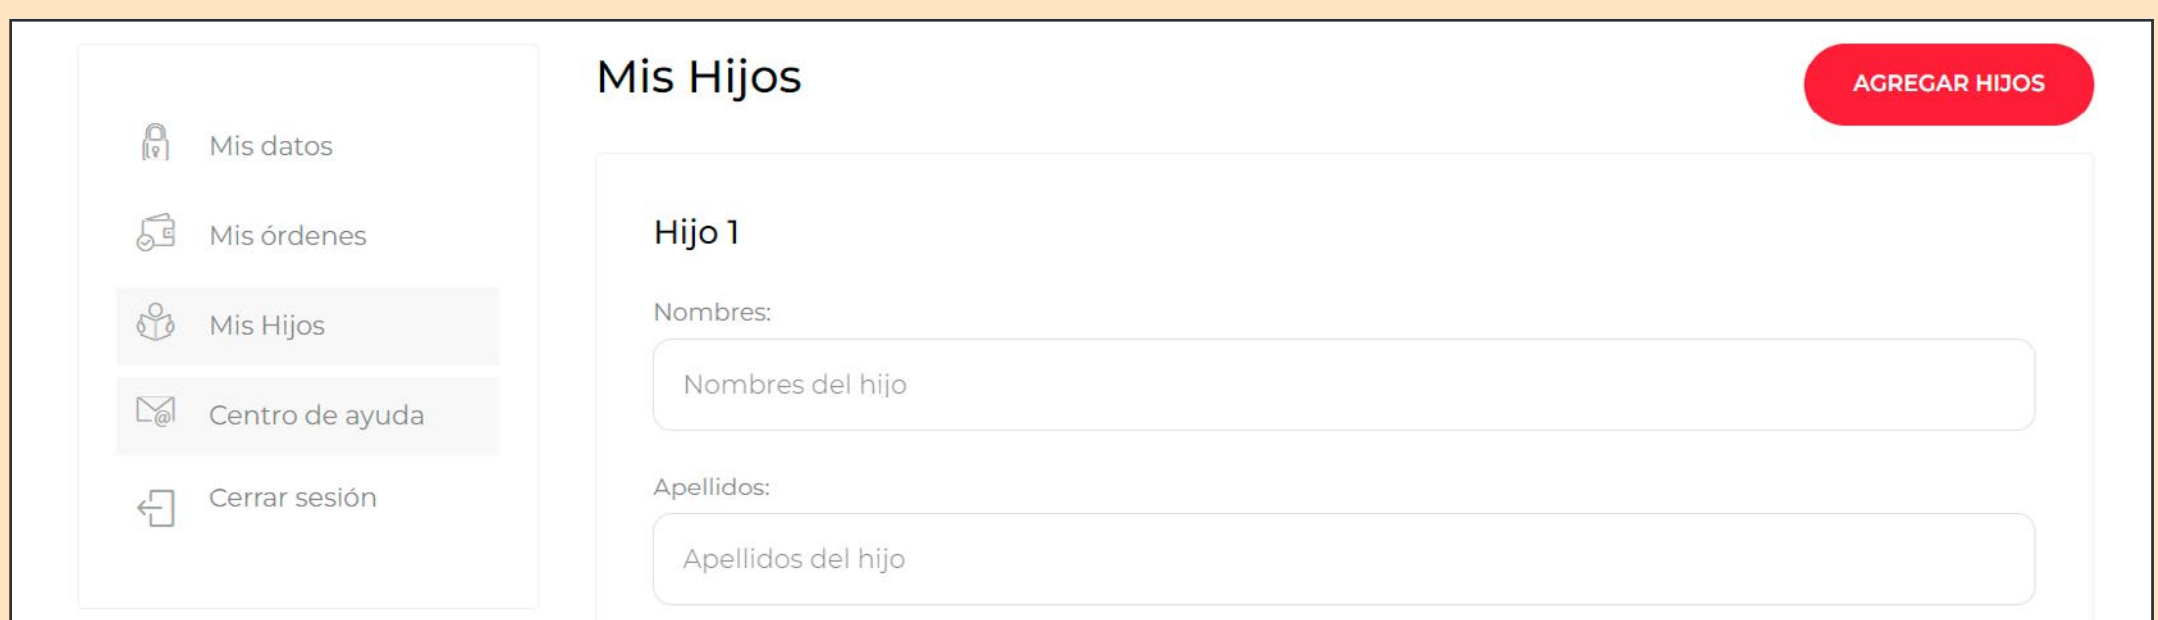 Mis datos
Mis órdenes
Mis Hijos
Centro de ayuda
Cerrar sesión
Mis Hijos
AGREGAR HIJOS
Hijo 1
Nombres:
Nombres del hijo
Apellidos:
Apellidos del hijo